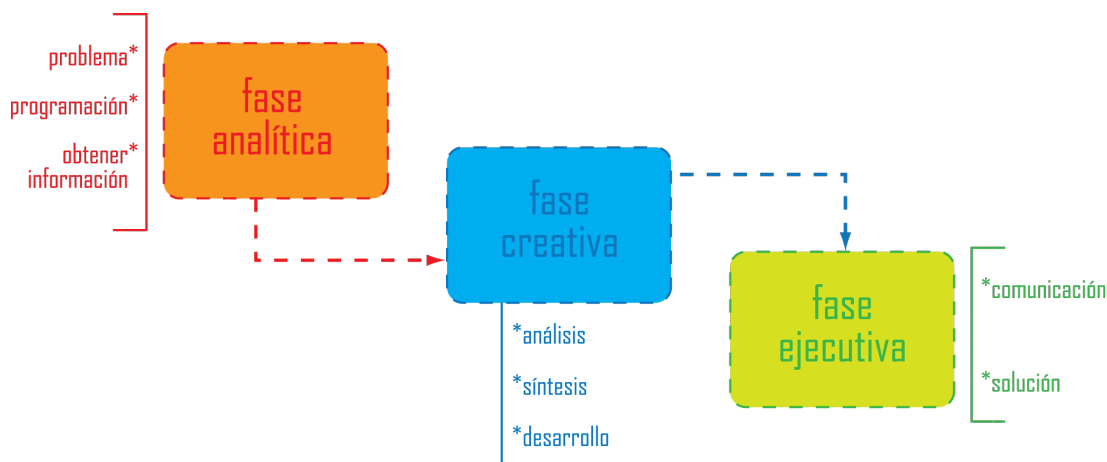 problema*
programación*
obtener*
información
fase
analítica
fase
creativa
*análisis
*síntesis
*desarrollo
fase
ejecutiva
*comunicación
*solución